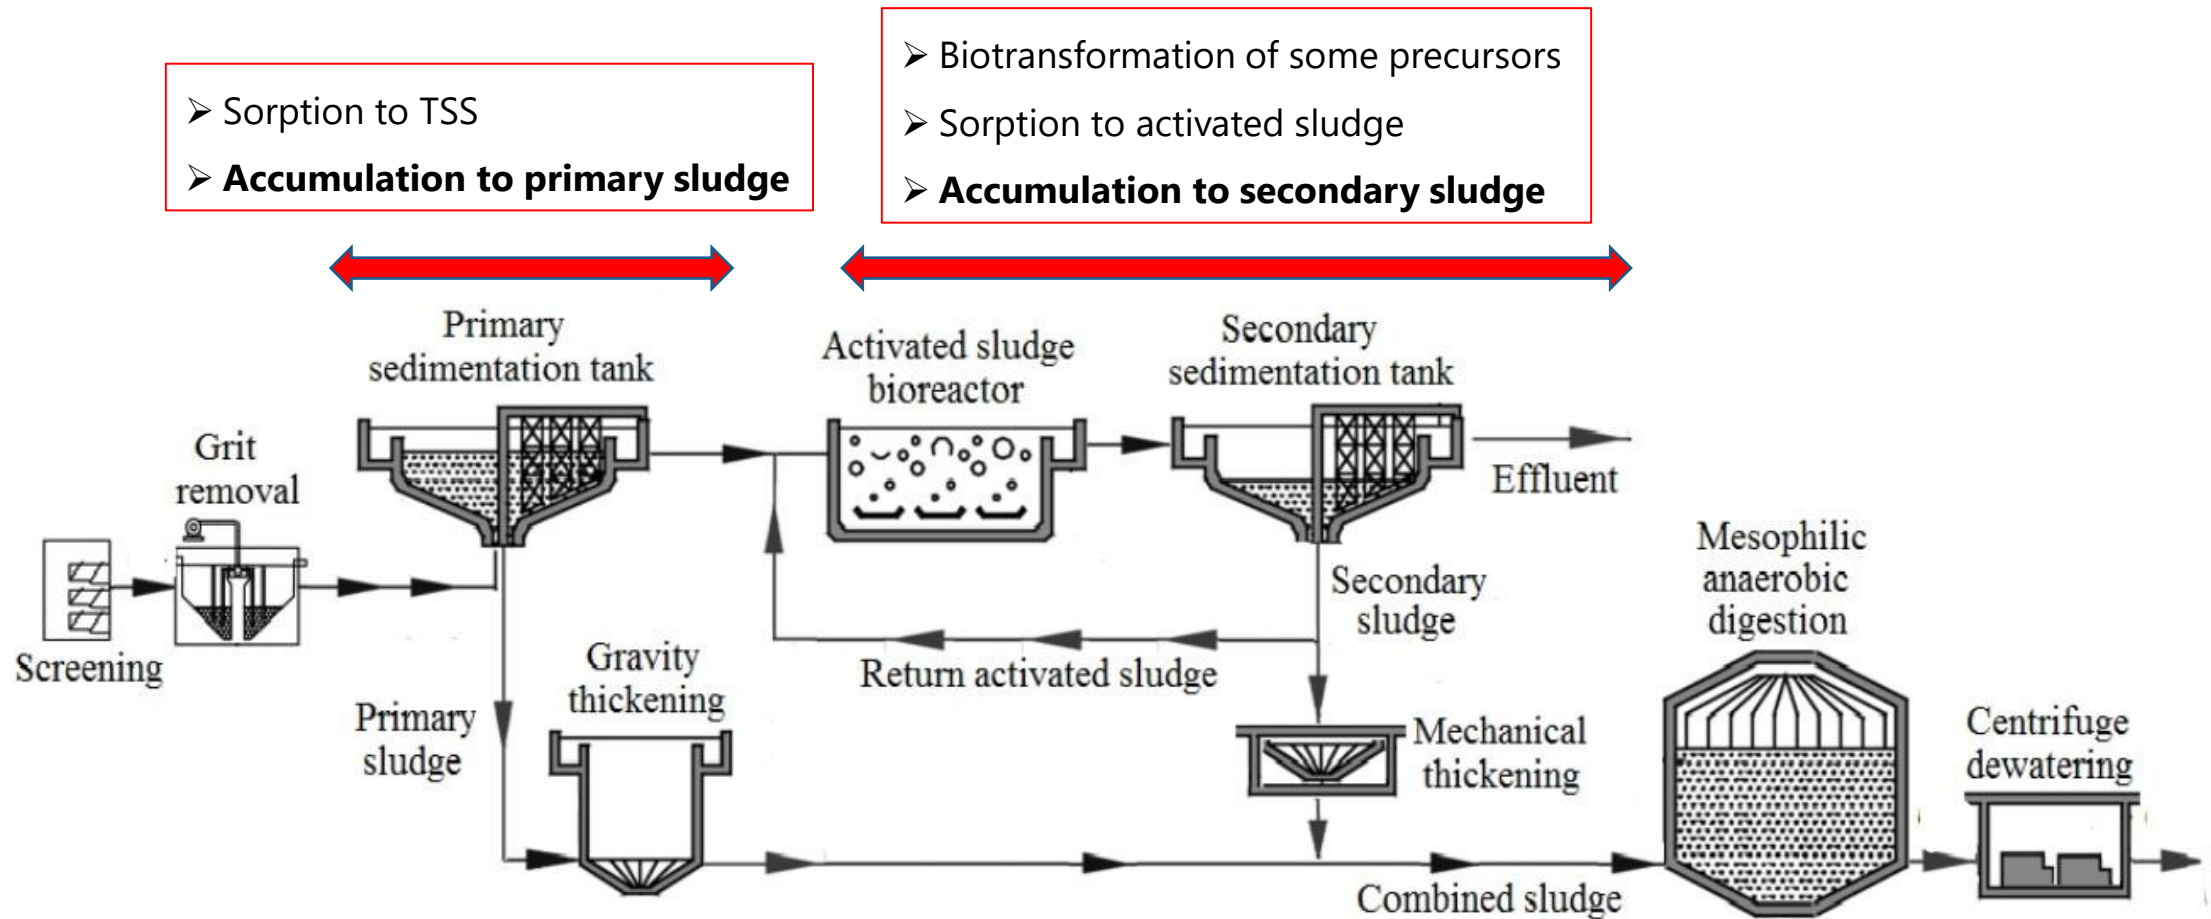 ➢ Sorption to TSS
➢ Accumulation to primary sludge
➢ Biotransformation of some precursors
➢ Sorption to activated sludge
➢ Accumulation to secondary sludge
Primary
sedimentation tank
Activated sludge
bioreactor
Secondary
sedimentation tank
Grit
removal
Effluent
Screening
Mesophilic
anaerobic
digestion
Secondary
sludge
Return activated sludge
Gravity
thickening
Primary
sludge
Mechanical
thickening
Centrifuge
dewatering
Combined sludge